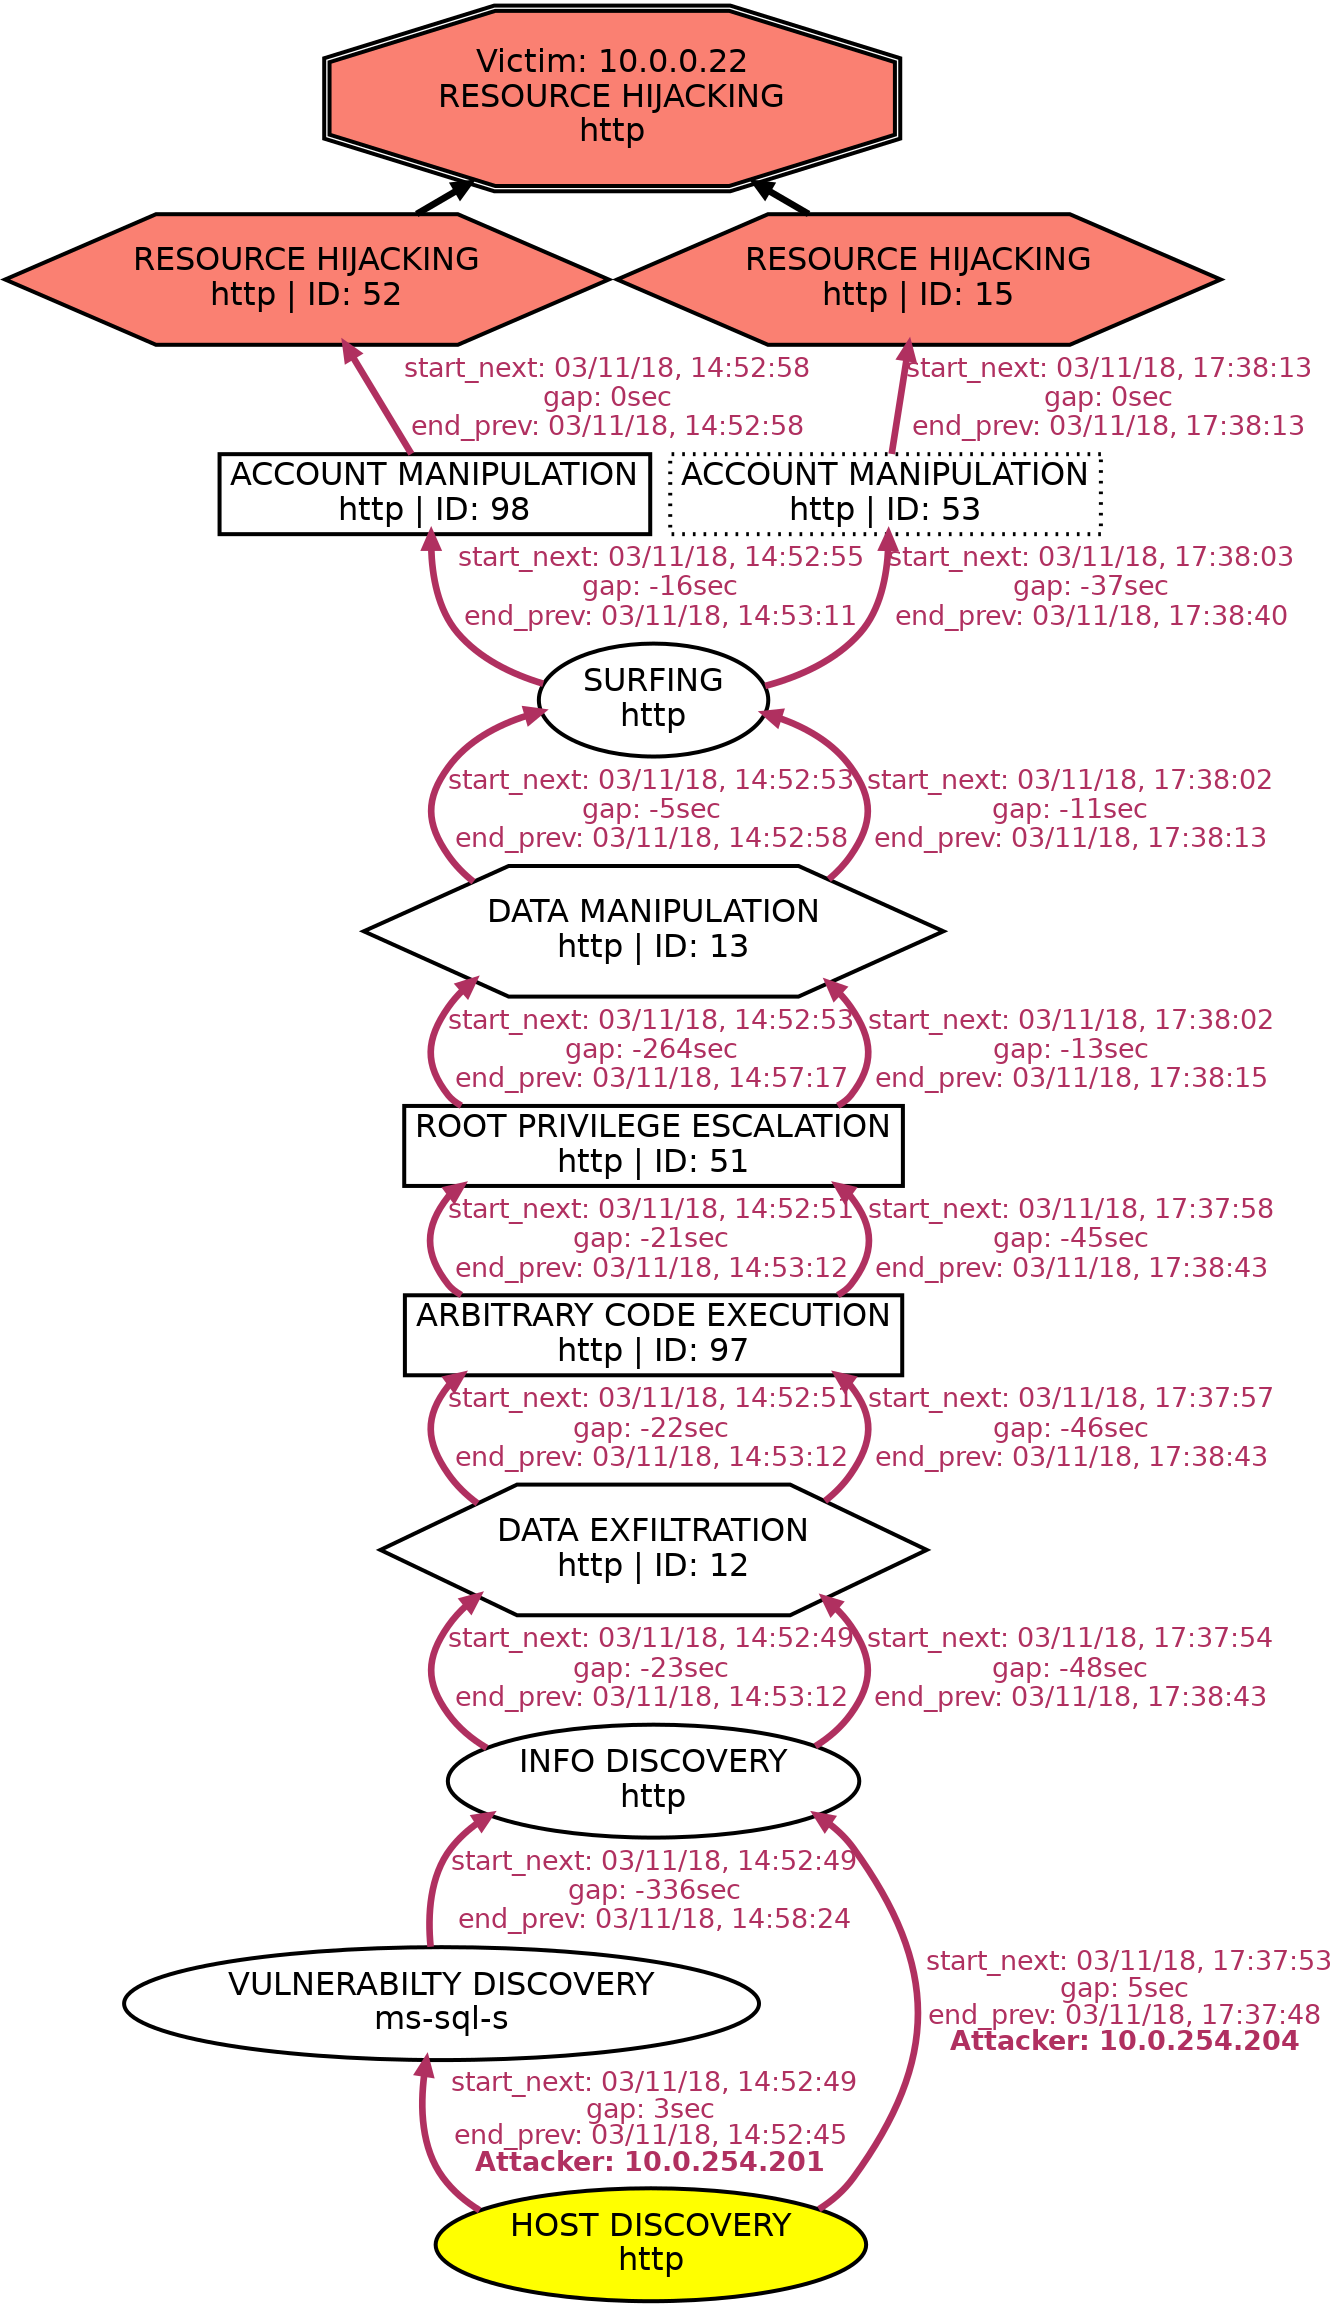 Victim: 10.0.0.22
RESOURCE HIJACKING
http
RESOURCE HIJACKING
http | ID: 52
RESOURCE HIJACKING
http | ID: 15
start_next: 03/11/18, 14:52:58
gap: 0sec
end_prev: 03/11/18, 14:52:58
start_next: 03/11/18, 17:38:13
gap: 0sec
end_prev: 03/11/18, 17:38:13
ACCOUNT MANIPULATION
http | ID: 98
ACCOUNT MANIPULATION
http | ID: 53
start_next: 03/11/18, 14:52:55
gap: -16sec
end_prev: 03/11/18, 14:53:11
start_next: 03/11/18, 17:38:03
gap: -37sec
end_prev: 03/11/18, 17:38:40
SURFING
http
start_next: 03/11/18, 14:52:53
gap: -5sec
end_prev: 03/11/18, 14:52:58
start_next: 03/11/18, 17:38:02
gap: -11sec
end_prev: 03/11/18, 17:38:13
DATA MANIPULATION
http | ID: 13
start_next: 03/11/18, 14:52:53
gap: -264sec
end_prev: 03/11/18, 14:57:17
start_next: 03/11/18, 17:38:02
gap: -13sec
end_prev: 03/11/18, 17:38:15
ROOT PRIVILEGE ESCALATION
http | ID: 51
start_next: 03/11/18, 14:52:51
gap: -21sec
end_prev: 03/11/18, 14:53:12
start_next: 03/11/18, 17:37:58
gap: -45sec
end_prev: 03/11/18, 17:38:43
ARBITRARY CODE EXECUTION
http | ID: 97
start_next: 03/11/18, 14:52:51
gap: -22sec
end_prev: 03/11/18, 14:53:12
start_next: 03/11/18, 17:37:57
gap: -46sec
end_prev: 03/11/18, 17:38:43
DATA EXFILTRATION
http | ID: 12
start_next: 03/11/18, 14:52:49
gap: -23sec
end_prev: 03/11/18, 14:53:12
start_next: 03/11/18, 17:37:54
gap: -48sec
end_prev: 03/11/18, 17:38:43
INFO DISCOVERY
http
start_next: 03/11/18, 14:52:49
gap: -336sec
end_prev: 03/11/18, 14:58:24
VULNERABILTY DISCOVERY
ms-sql-s
start_next: 03/11/18, 17:37:53
gap: 5sec
end_prev: 03/11/18, 17:37:48
Attacker: 10.0.254.204
start_next: 03/11/18, 14:52:49
gap: 3sec
end_prev: 03/11/18, 14:52:45
Attacker: 10.0.254.201
HOST DISCOVERY
http